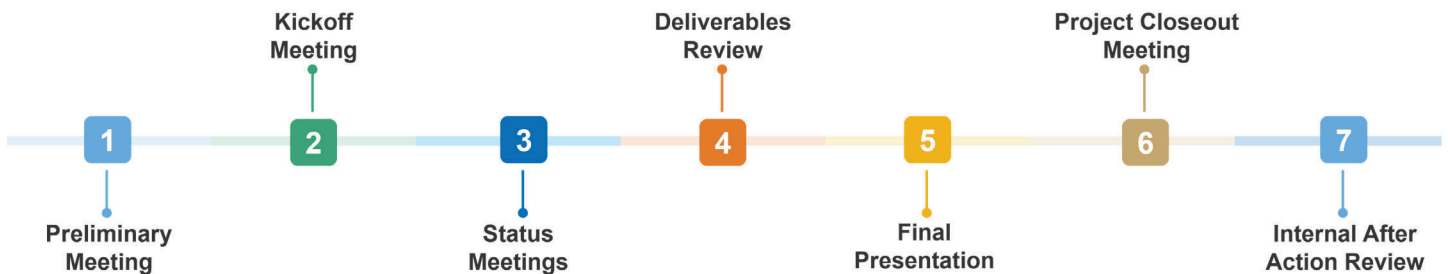 Kickoff
Meeting
Deliverables
Review
Project Closeout
Meeting
1
2
3
4
5
6
7
Preliminary
Meeting
Status
Meetings
Final
Presentation
Internal After
Action Review